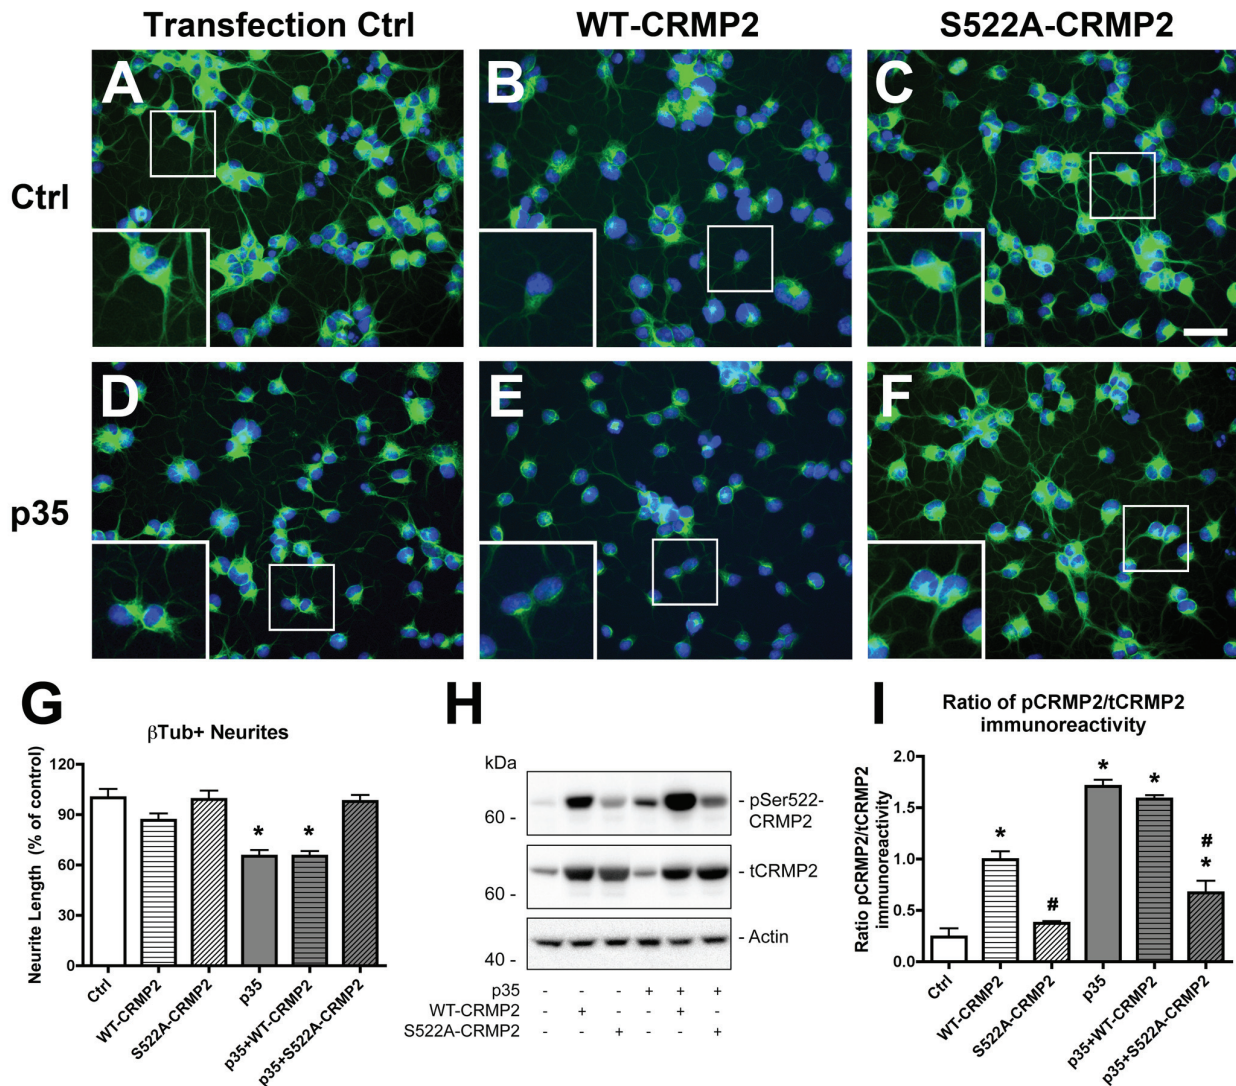 Transfection Ctrl WT-CRMP2 S522A-CRMP2
Ctrl
A B C
p35
D E F
G
βTub+ Neurites
Neurite Length (% of control)
120
90
60
30
0
* *
Ctrl WT-CRMP2 S522A-CRMP2 p35 p35+WT-CRMP2 p35+S522A-CRMP2
H
kDa
60 -
- pSer522-
CRMP2
- tCRMP2
60 -
- Actin
40 -
p35 - - - + + +
WT-CRMP2 - + - - + -
S522A-CRMP2 - - + - - +
I
Ratio of pCRMP2/tCRMP2
immunoreactivity
Ratio pCRMP2/tCRMP2
immunoreactivity
2.0
1.5
1.0
0.5
0.0
* # * * # *
Ctrl WT-CRMP2 S522A-CRMP2 p35 p35+WT-CRMP2 p35+S522A-CRMP2